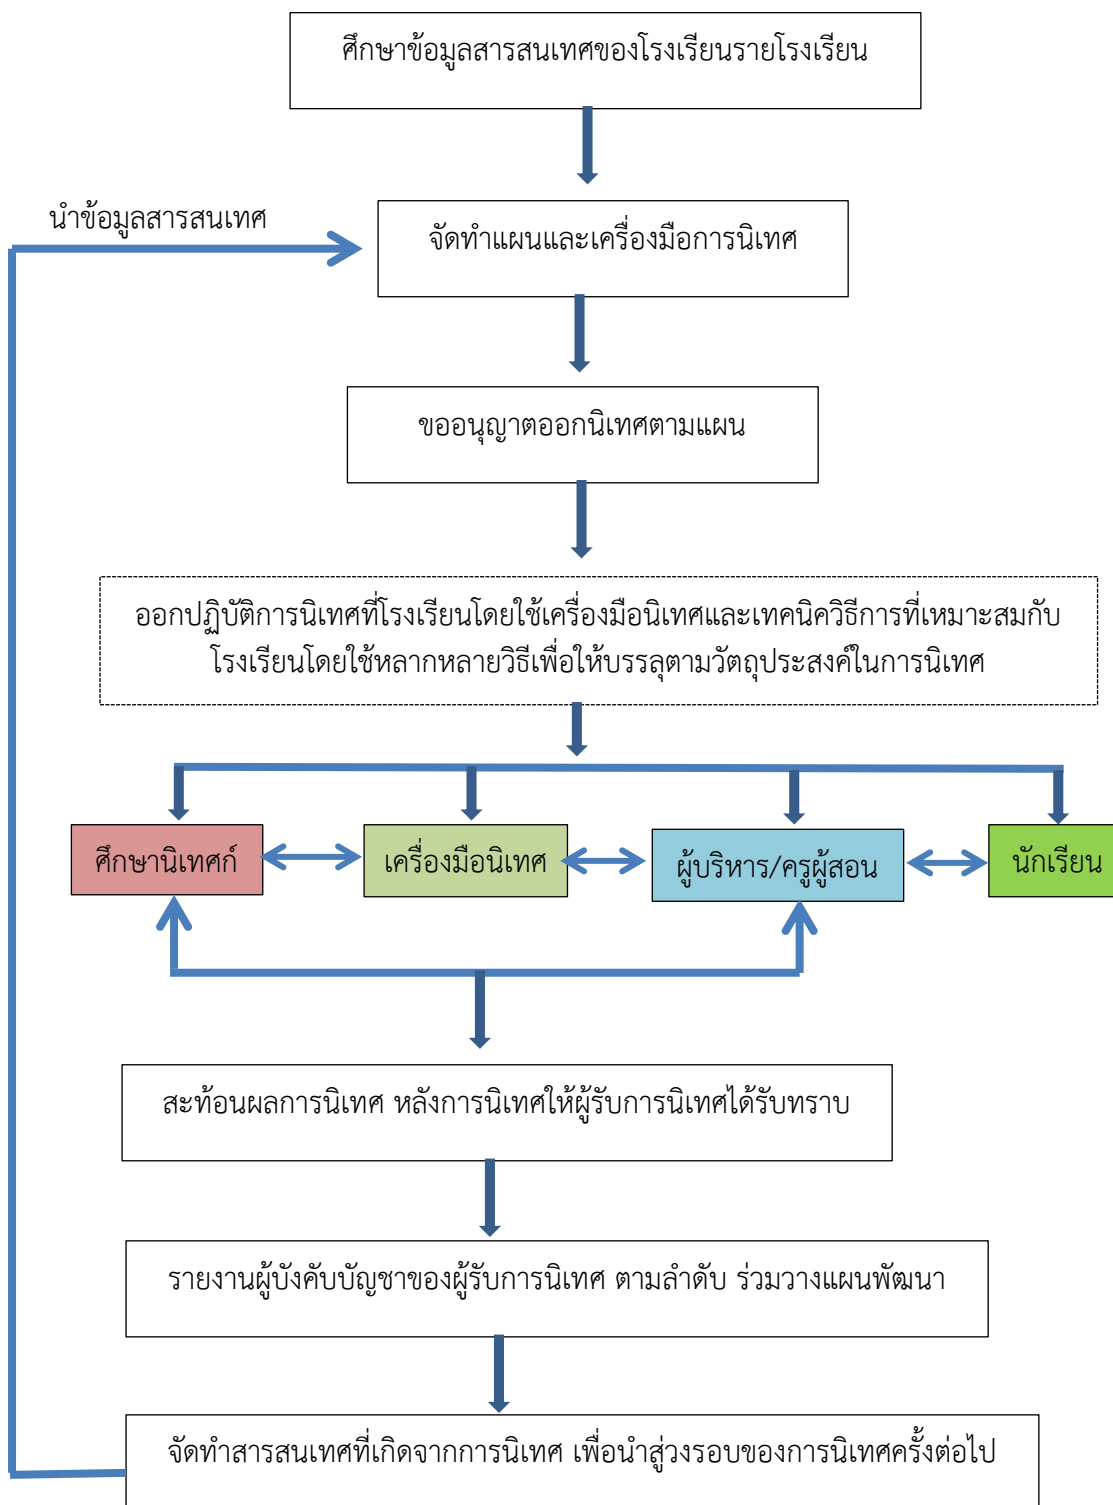 ศึกษาข้อมูลสารสนเทศของโรงเรียนรายโรงเรียน
นำข้อมูลสารสนเทศ
จัดทำแผนและเครื่องมือการนิเทศ
ขออนุญาตออกนิเทศตามแผน
ออกปฏิบัติการนิเทศที่โรงเรียนโดยใช้เครื่องมือนิเทศและเทคนิควิธีการที่เหมาะสมกับ
โรงเรียนโดยใช้หลากหลายวิธีเพื่อให้บรรลุตามวัตถุประสงค์ในการนิเทศ
ศึกษานิเทศก์
เครื่องมือนิเทศ
ผู้บริหาร/ครูผู้สอน
นักเรียน
สะท้อนผลการนิเทศ หลังการนิเทศให้ผู้รับการนิเทศได้รับทราบ
รายงานผู้บังคับบัญชาของผู้รับการนิเทศ ตามลำดับ ร่วมวางแผนพัฒนา
จัดทำสารสนเทศที่เกิดจากการนิเทศ เพื่อนำสู่วงรอบของการนิเทศครั้งต่อไป